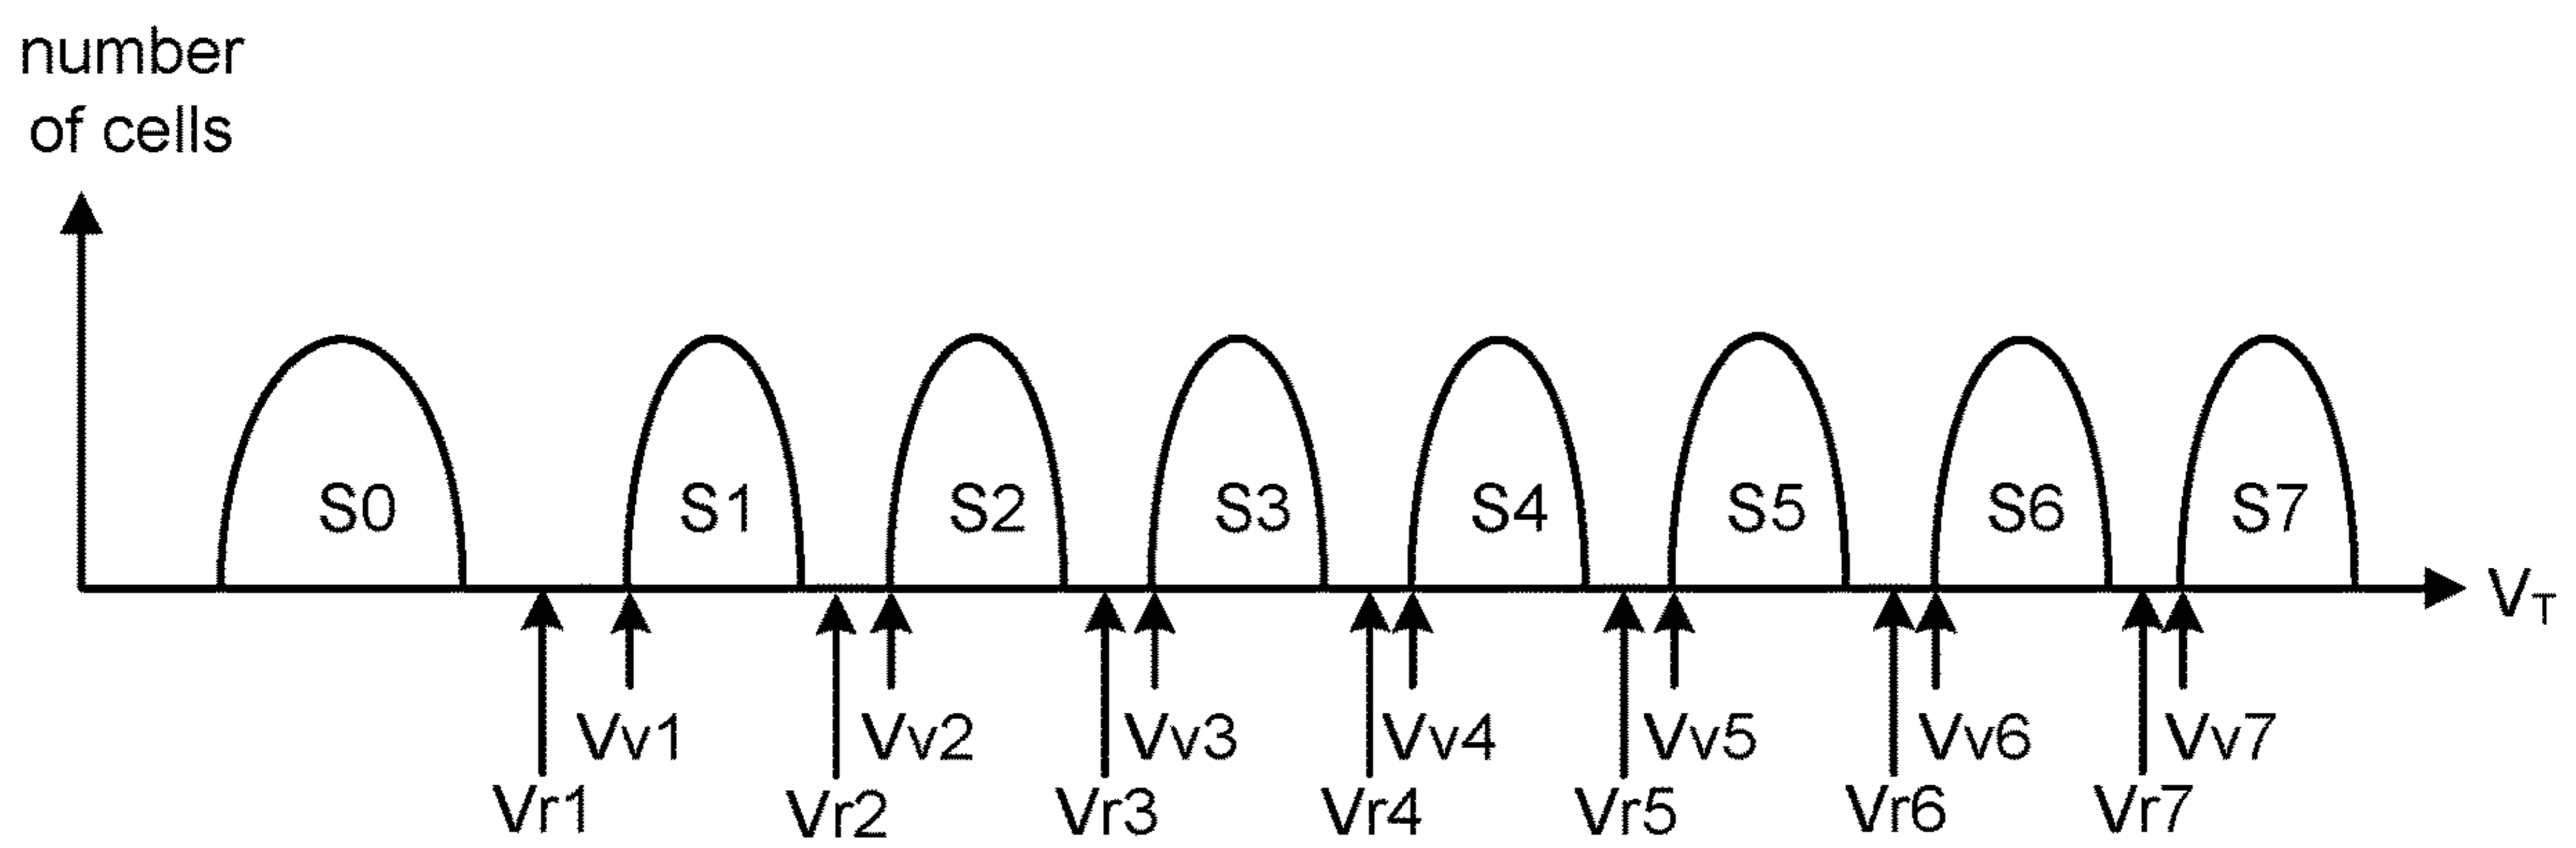 number
of cells
S0 S1 S2 S3 S4 S5 S6 S7
V_T
Vv1 Vv2 Vv3 Vv4 Vv5 Vv6 Vv7
Vr1 Vr2 Vr3 Vr4 Vr5 Vr6 Vr7